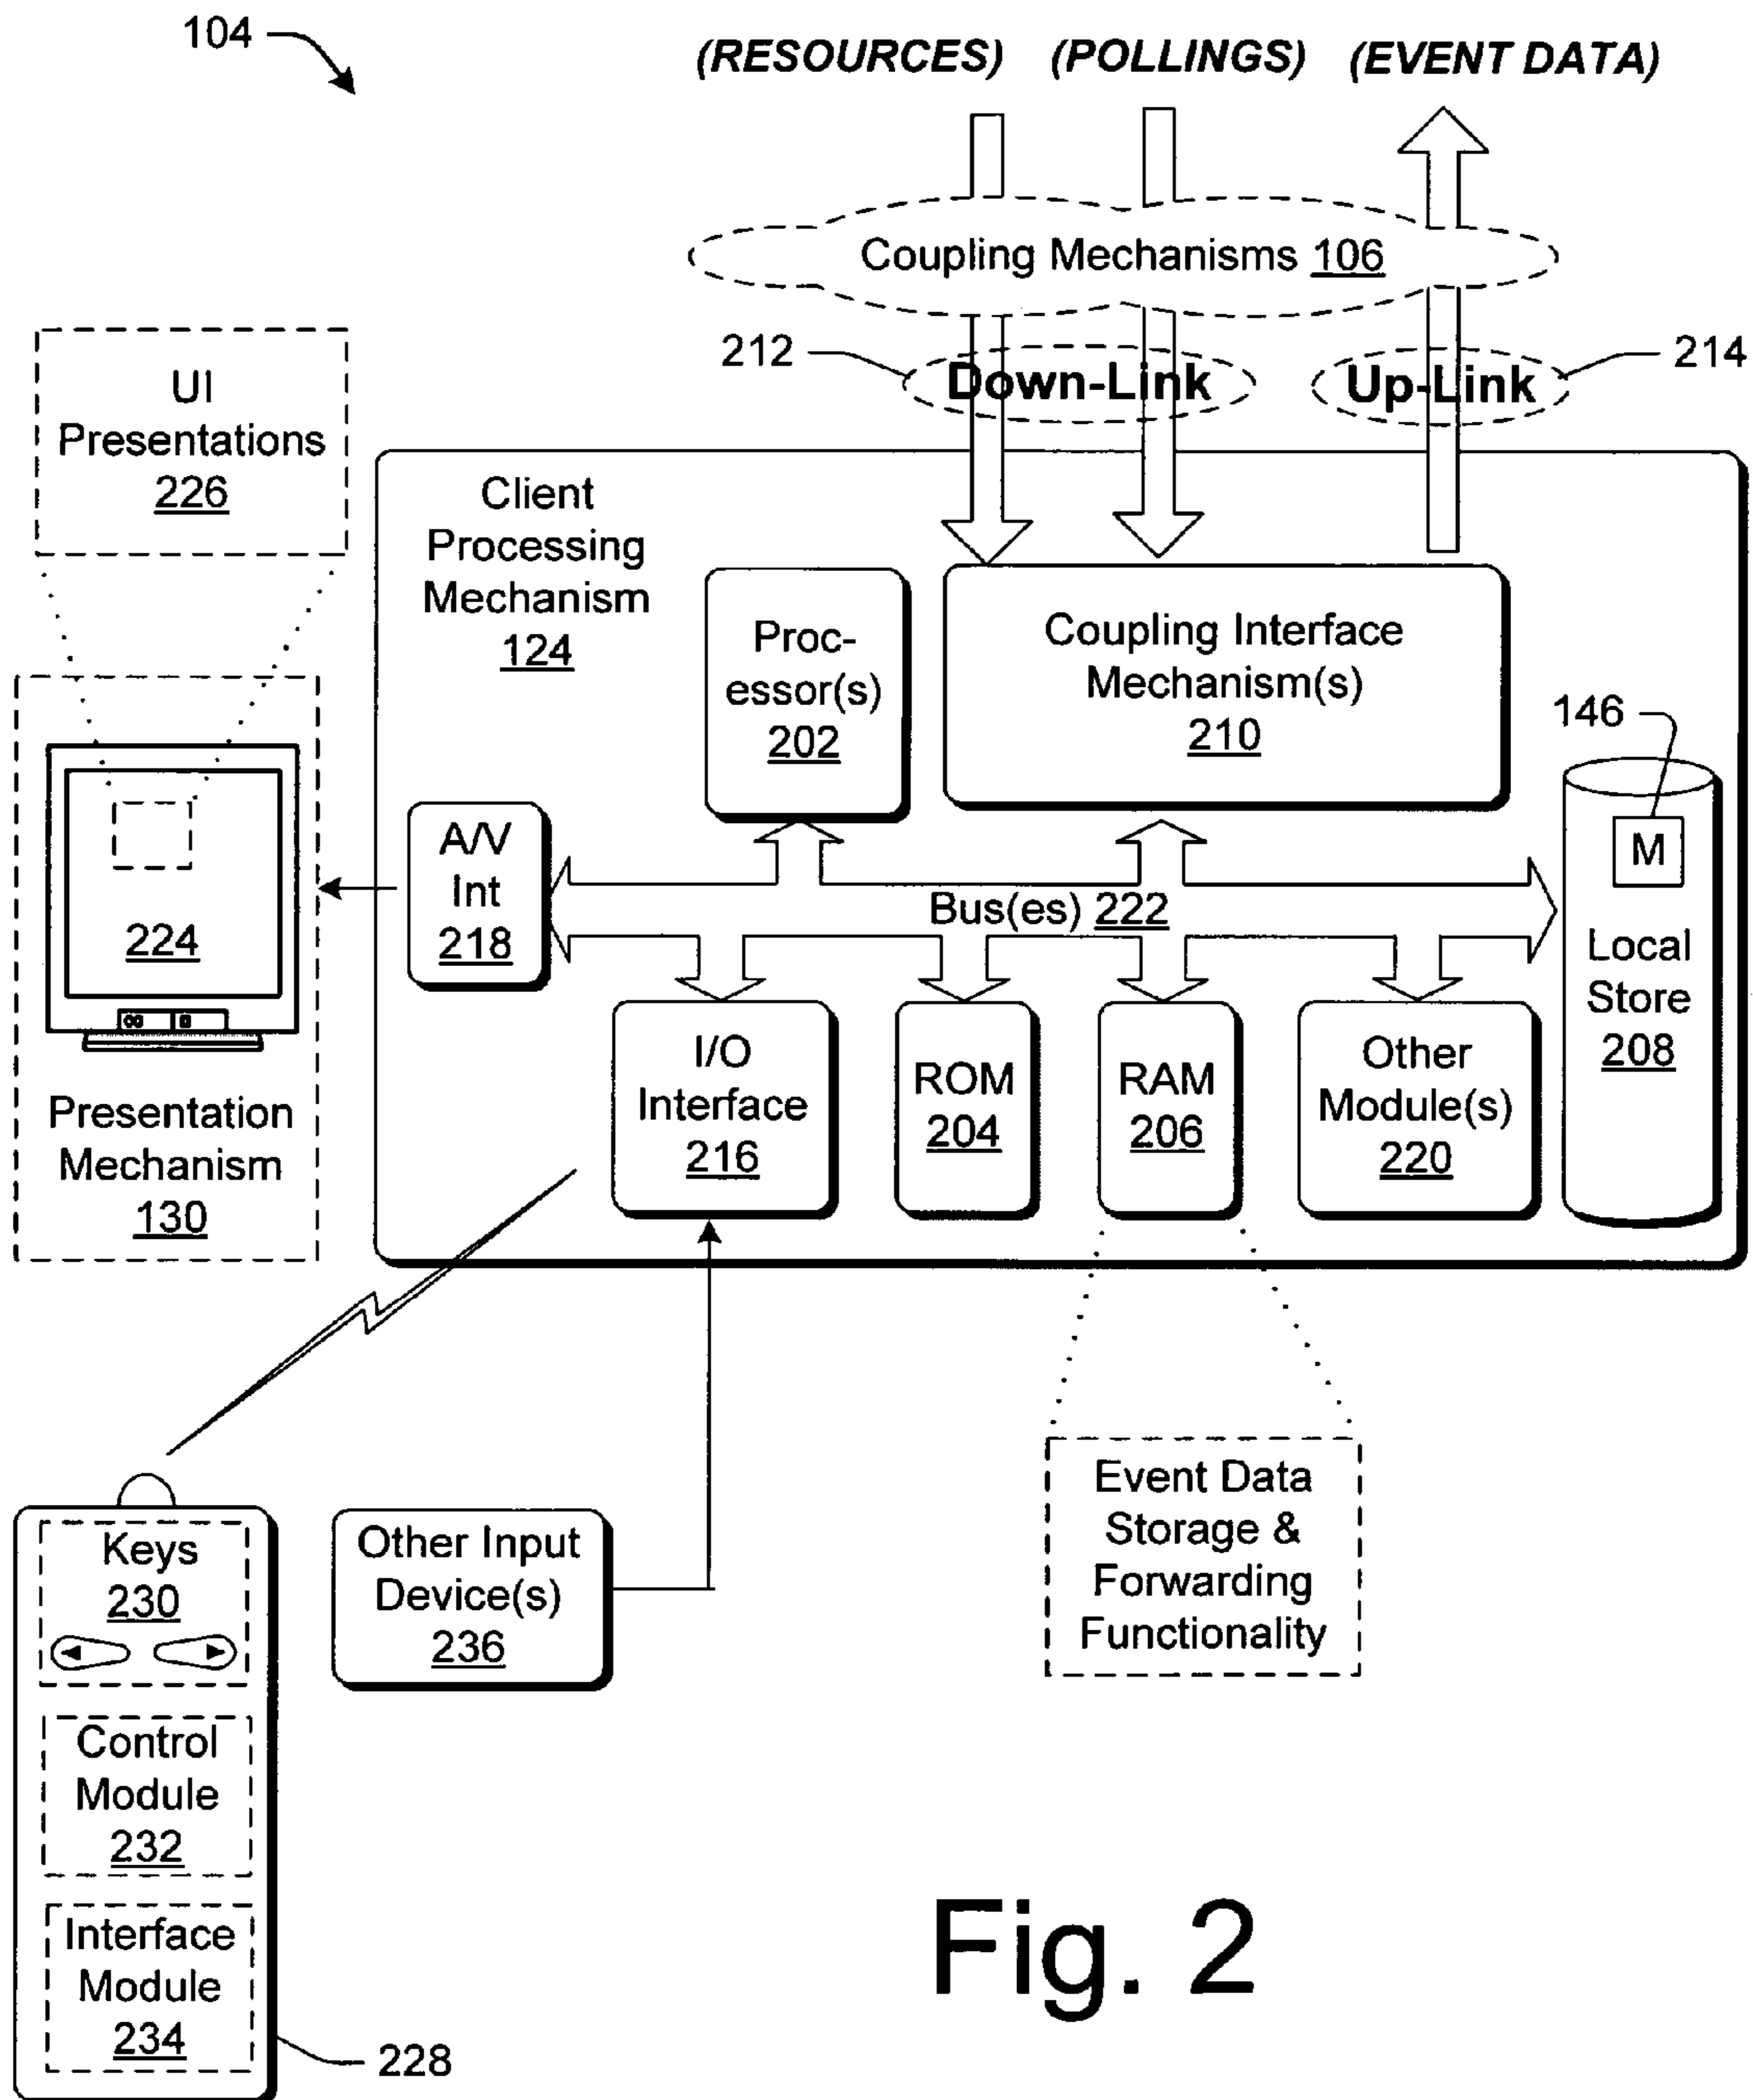 104
(RESOURCES) (POLLINGS) (EVENT DATA)
Coupling Mechanisms 106
212
Down-Link
Up-Link
214
UI
Presentations
226
Client
Processing
Mechanism
124
Proc-
essor(s)
202
Coupling Interface
Mechanism(s)
210
146
M
Local
Store
208
A/V
Int
218
Bus(es) 222
224
Presentation
Mechanism
130
I/O
Interface
216
ROM
204
RAM
206
Other
Module(s)
220
Event Data
Storage &
Forwarding
Functionality
Keys
230
Control
Module
232
Interface
Module
234
228
Other Input
Device(s)
236
Fig. 2